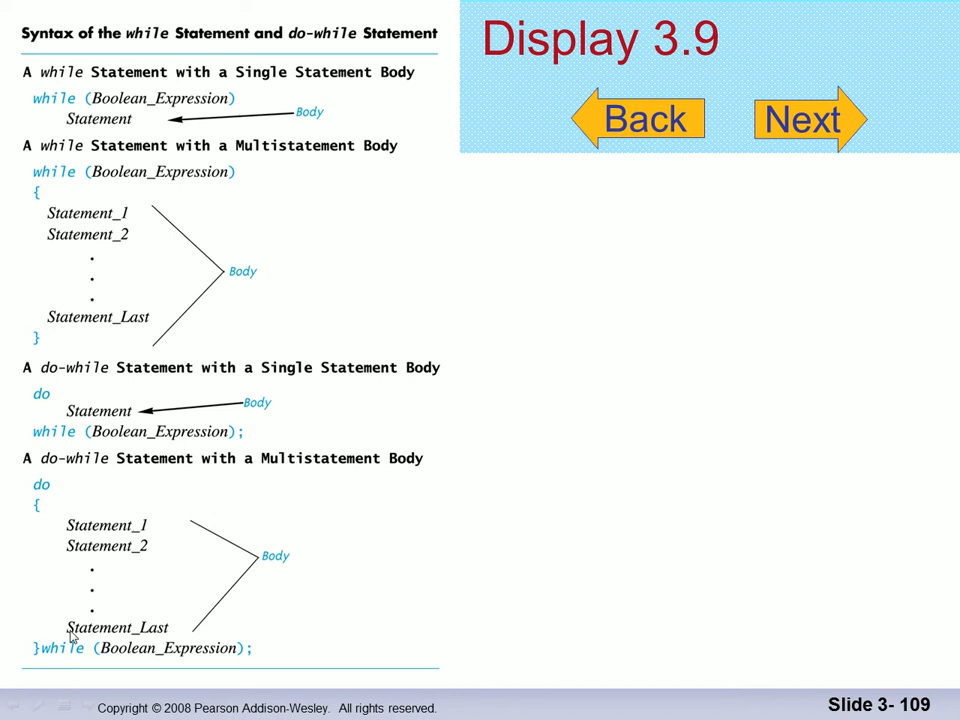 Syntax of the while Statement and do-while Statement
A while Statement with a Single Statement Body
while (Boolean_Expression)
Statement
Body
A while Statement with a Multistatement Body
while (Boolean_Expression)
{
Statement_1
Statement_2
.
.
.
Statement_Last
}
Body
A do-while Statement with a Single Statement Body
do
Statement
Body
while (Boolean_Expression);
A do-while Statement with a Multistatement Body
do
{
Statement_1
Statement_2
.
.
.
Statement_Last
}while (Boolean_Expression);
Body
Display 3.9
Back
Next
Copyright © 2008 Pearson Addison-Wesley. All rights reserved.
Slide 3- 109